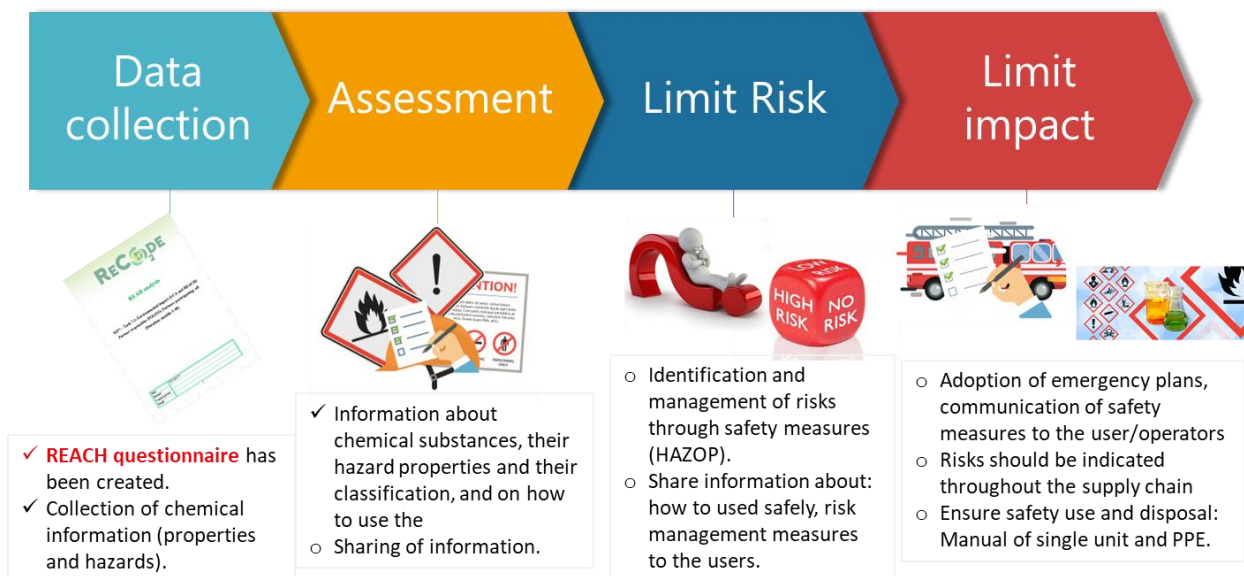 Data
collection
Assessment
Limit Risk
Limit
impact
RECO2DE
REACH analysis
NTION!
ONLY
LOW
RISK
HIGH
RISK
NO
RISK
✓ REACH questionnaire has
been created.
✓ Collection of chemical
information (properties
and hazards).
✓ Information about
chemical substances, their
hazard properties and their
classification, and on how
to use the
o Sharing of information.
o Identification and
management of risks
through safety measures
(HAZOP).
o Share information about:
how to used safely, risk
management measures
to the users.
o Adoption of emergency plans,
communication of safety
measures to the user/operators
o Risks should be indicated
throughout the supply chain
o Ensure safety use and disposal:
Manual of single unit and PPE.